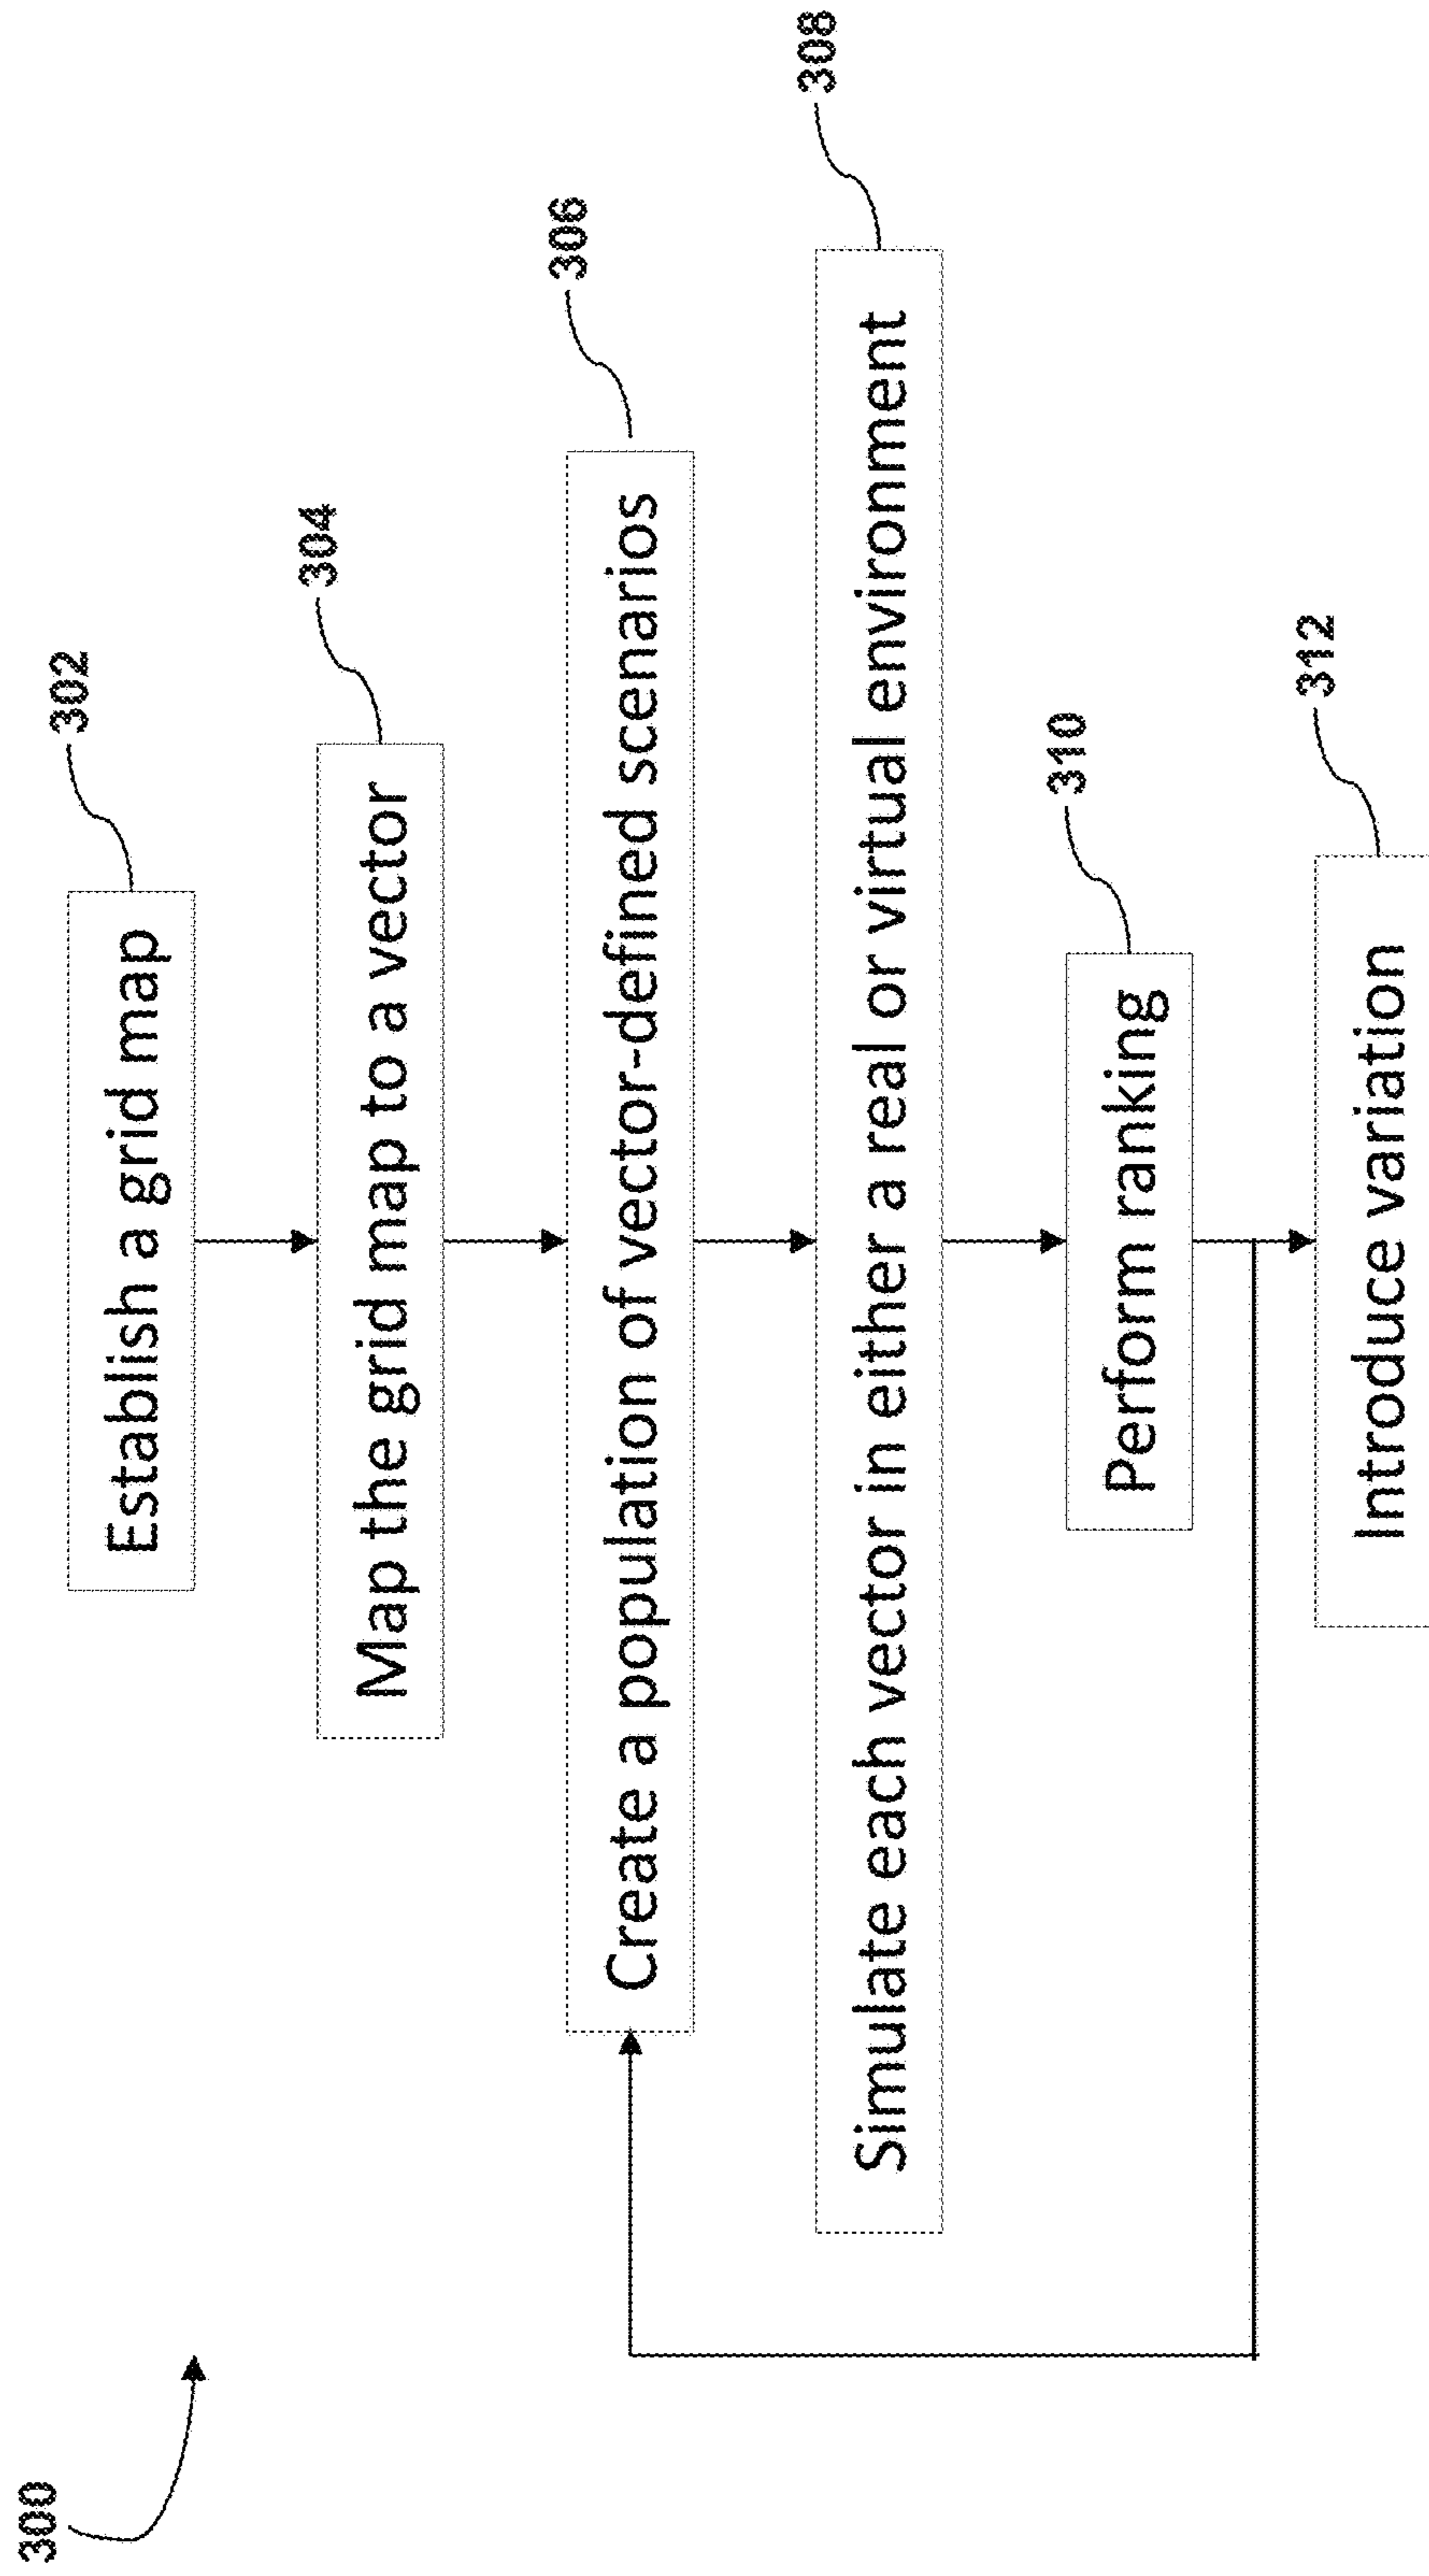 300
Establish a grid map
302
Map the grid map to a vector
304
Create a population of vector-defined scenarios
306
Simulate each vector in either a real or virtual environment
308
Perform ranking
310
Introduce variation
312